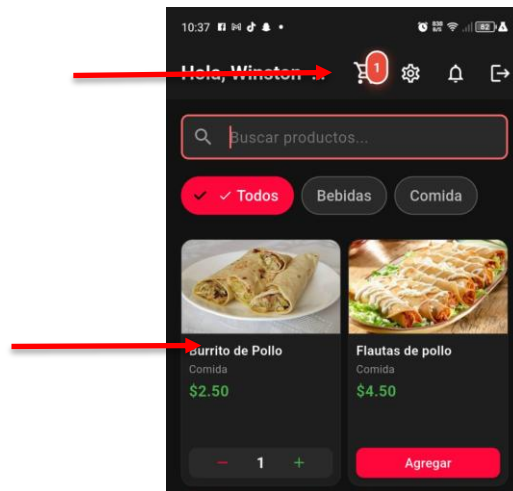 10:37
82
Hola, Winston ...
1
Buscar productos...
Todos Bebidas Comida
Burrito de Pollo Flautas de pollo
Comida Comida
$2.50 $4.50
− 1 + Agregar